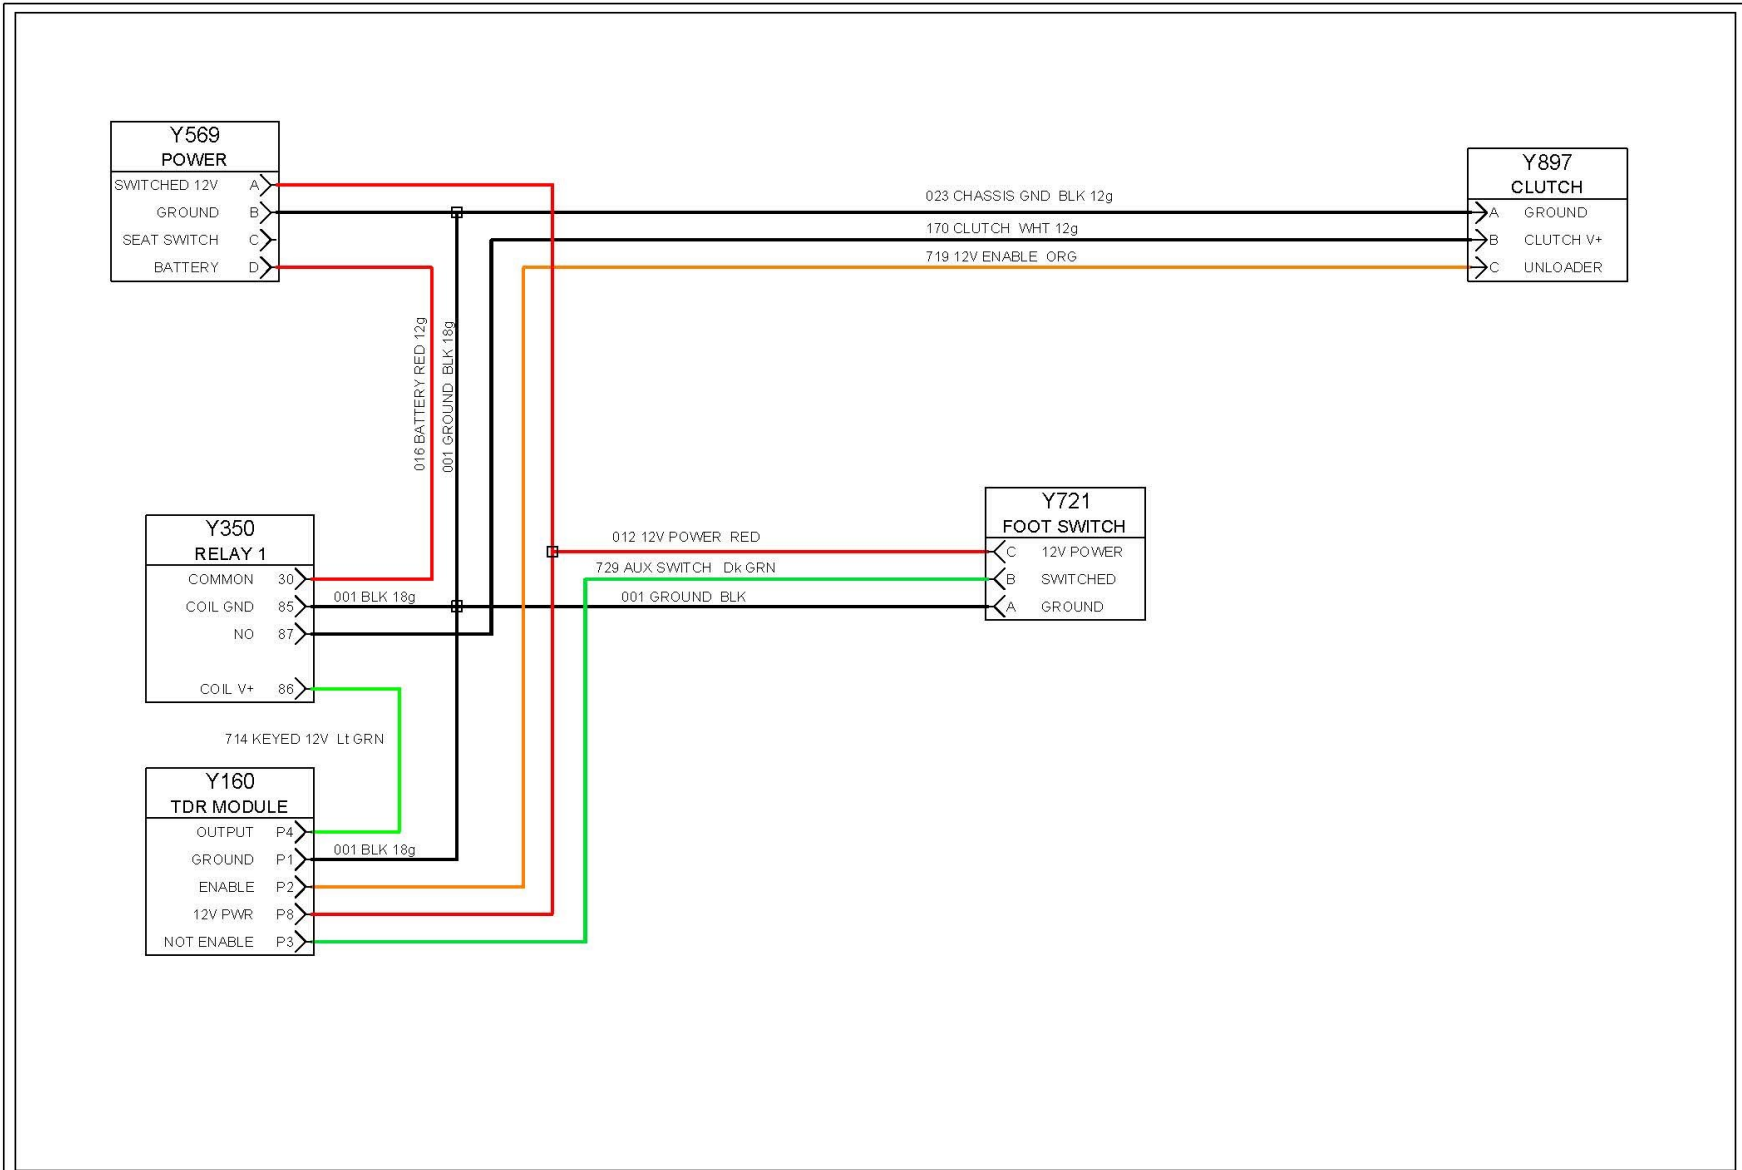 Y569
POWER
SWITCHED 12V A
GROUND B
SEAT SWITCH C
BATTERY D
Y897
CLUTCH
A GROUND
B CLUTCH V+
C UNLOADER
023 CHASSIS GND BLK 12g
170 CLUTCH WHT 12g
719 12V ENABLE ORG
016 BATTERY RED 12g
001 GROUND BLK 18g
Y350
RELAY 1
COMMON 30
COIL GND 85
NO 87
COIL V+ 86
001 BLK 18g
012 12V POWER RED
729 AUX SWITCH Dk GRN
001 GROUND BLK
Y721
FOOT SWITCH
C 12V POWER
B SWITCHED
A GROUND
714 KEYED 12V Lt GRN
Y160
TDR MODULE
OUTPUT P4
GROUND P1
ENABLE P2
12V PWR P8
NOT ENABLE P3
001 BLK 18g